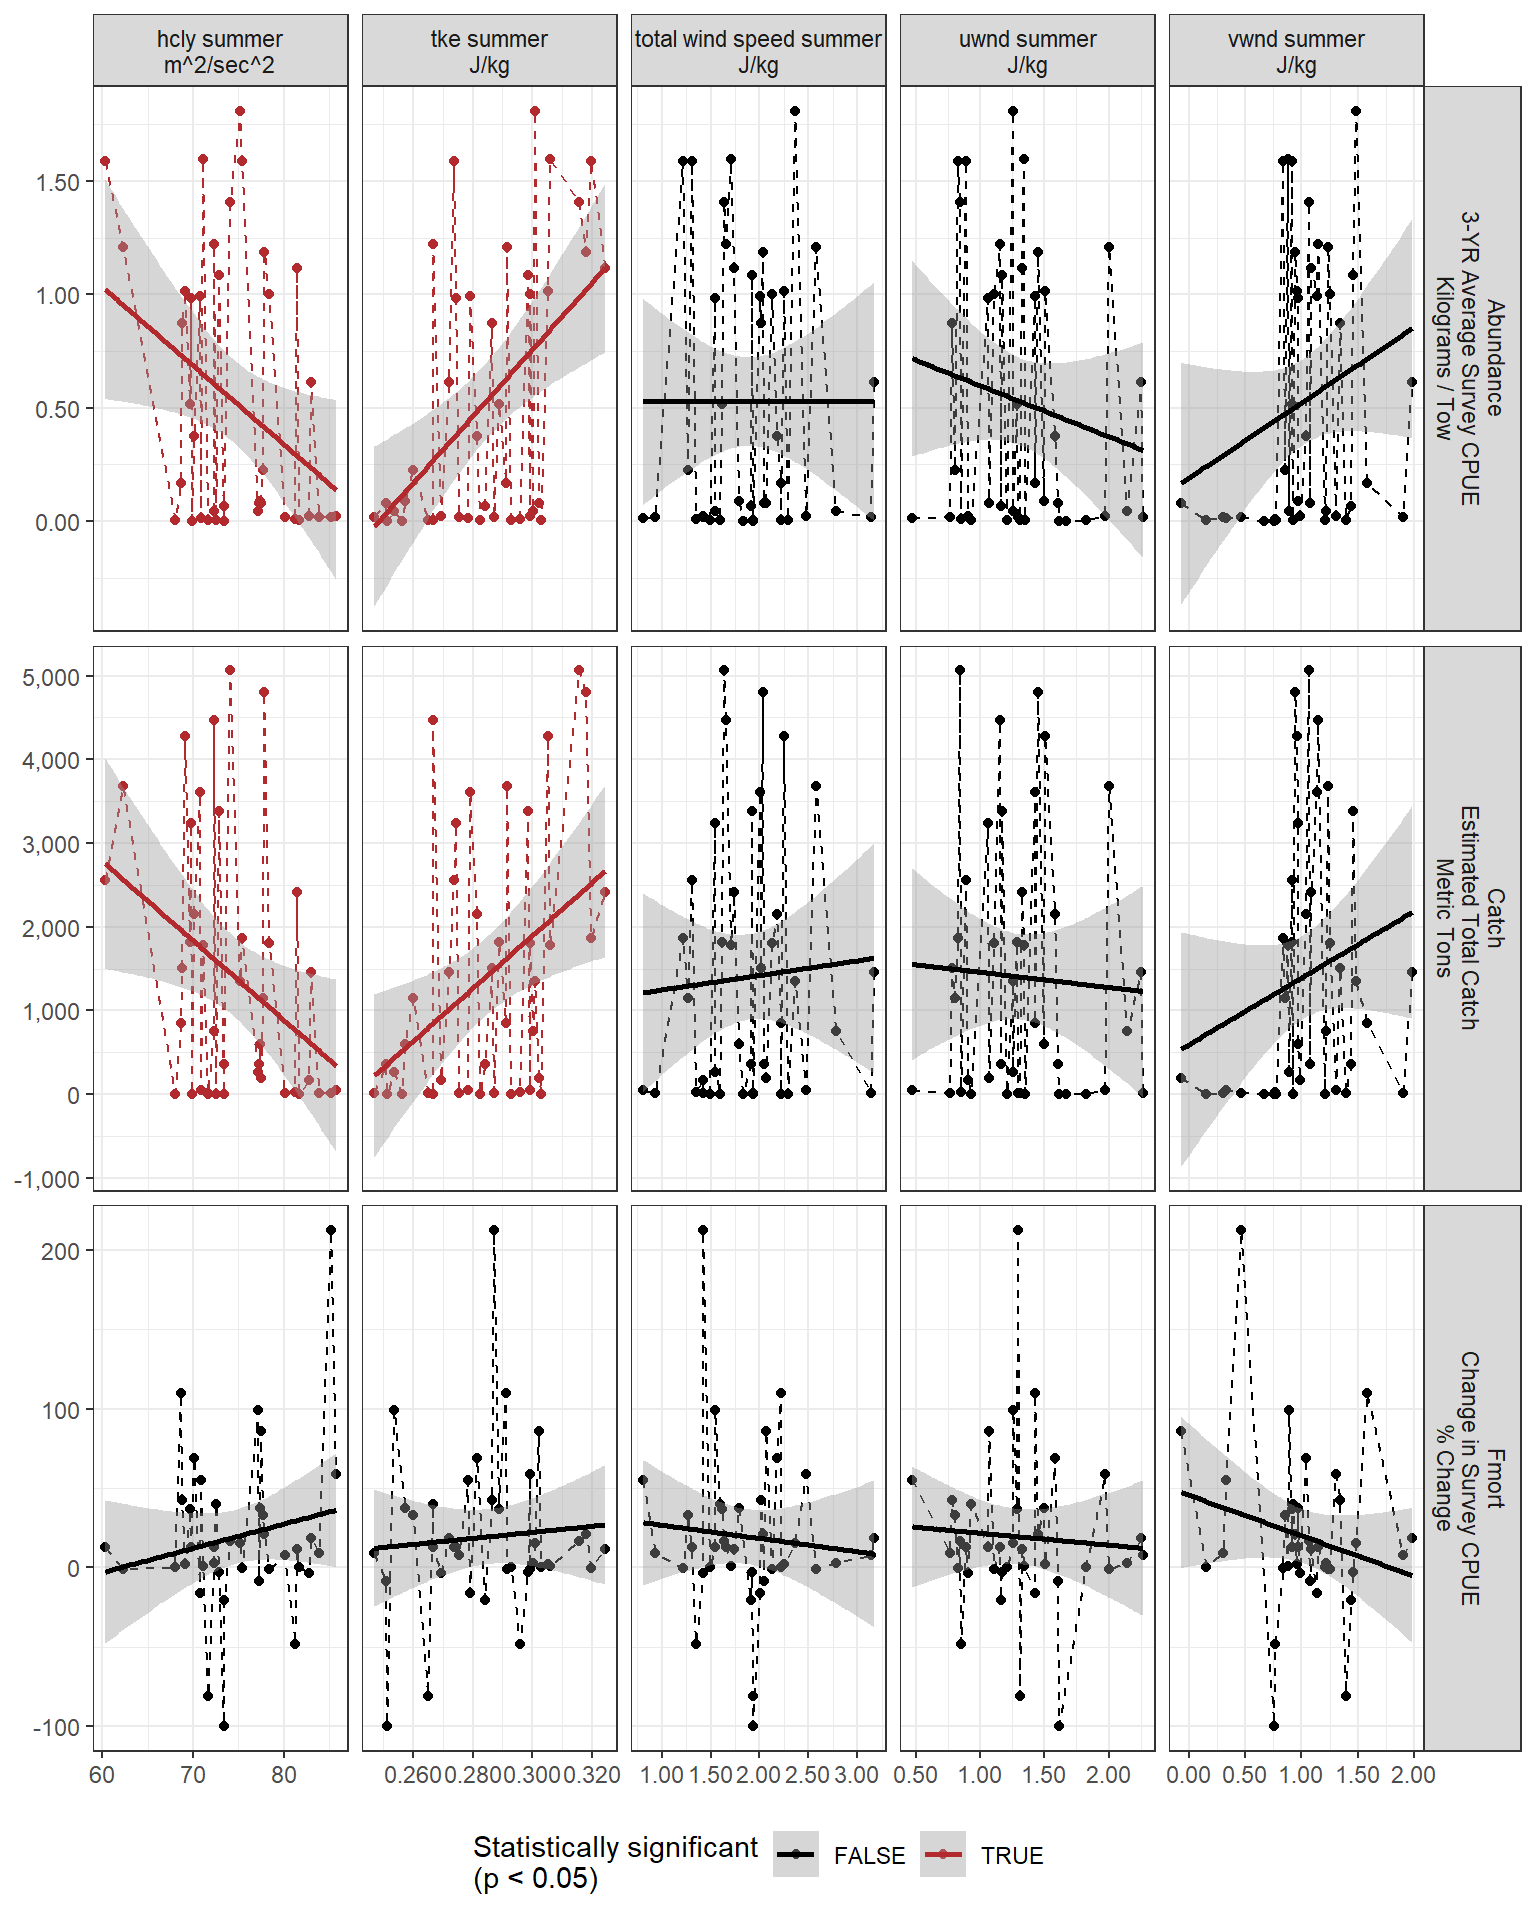 hcly summer
m^2/sec^2
tke summer
J/kg
total wind speed summer
J/kg
uwnd summer
J/kg
vwnd summer
J/kg
1.50
1.00
0.50
0.00
Abundance
3-YR Average Survey CPUE
Kilograms / Tow
5,000
4,000
3,000
2,000
1,000
0
-1,000
Catch
Estimated Total Catch
Metric Tons
200
100
0
-100
Fmort
Change in Survey CPUE
% Change
60 70 80
0.260 0.280 0.300 0.320
1.00 1.50 2.00 2.50 3.00
0.50 1.00 1.50 2.00
0.00 0.50 1.00 1.50 2.00
Statistically significant
(p < 0.05)
FALSE
TRUE